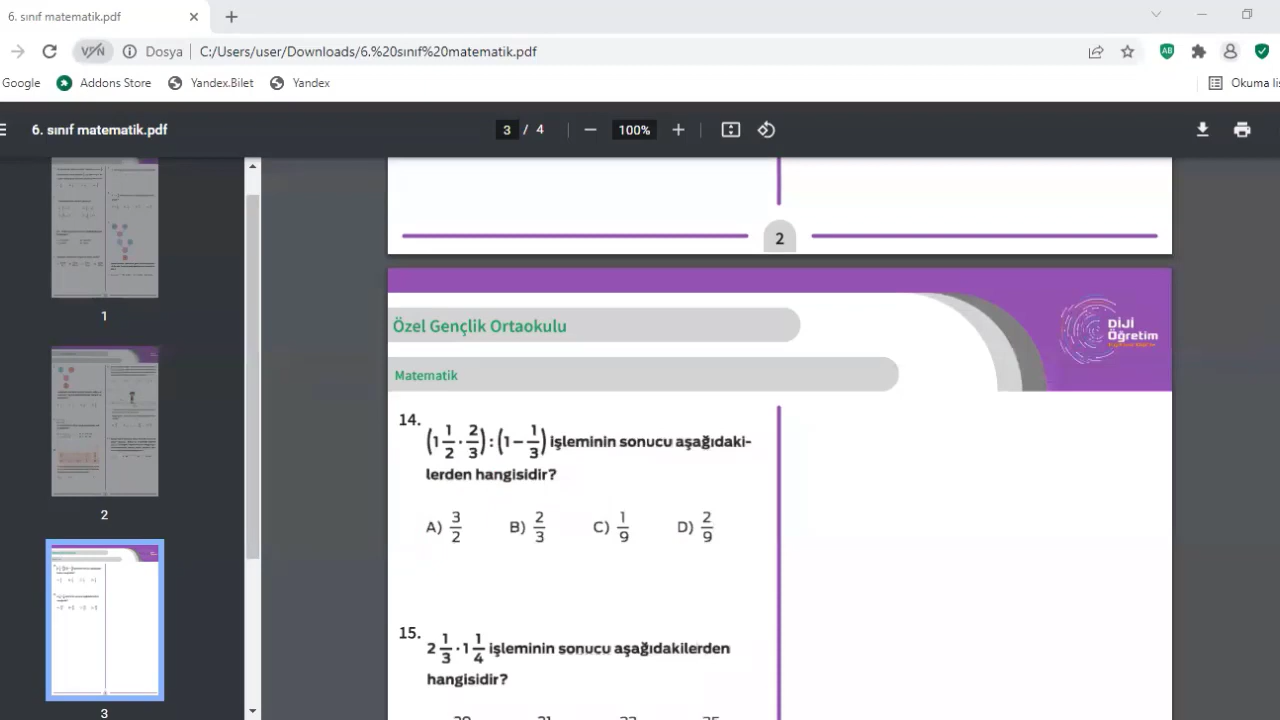 6. sınıf matematik.pdf
VPN Dosya C:/Users/user/Downloads/6.%20sınıf%20matematik.pdf
Google Addons Store Yandex.Bilet Yandex Okuma lis
6. sınıf matematik.pdf 3 / 4 100%
1
2
3
2
Özel Gençlik Ortaokulu
DİJİ
Öğretim
Matematik
14. (1 1/2 · 2/3) : (1 − 1/3) işleminin sonucu aşağıdaki-
lerden hangisidir?
A) 3/2 B) 2/3 C) 1/9 D) 2/9
15. 2 1/3 · 1 1/4 işleminin sonucu aşağıdakilerden
hangisidir?